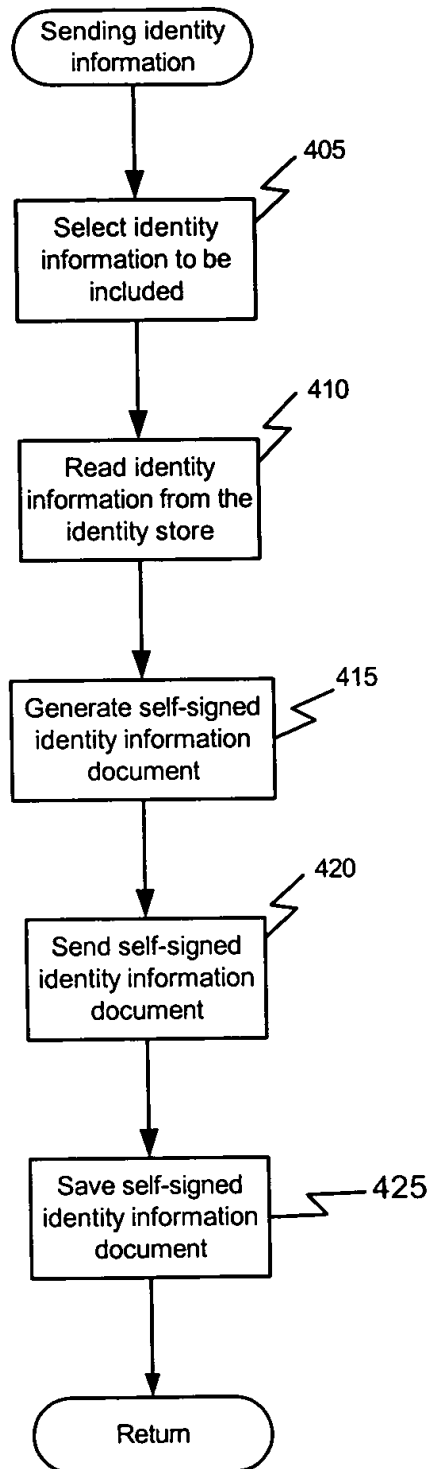 Sending identity
information
405
Select identity
information to be
included
410
Read identity
information from the
identity store
415
Generate self-signed
identity information
document
420
Send self-signed
identity information
document
425
Save self-signed
identity information
document
Return